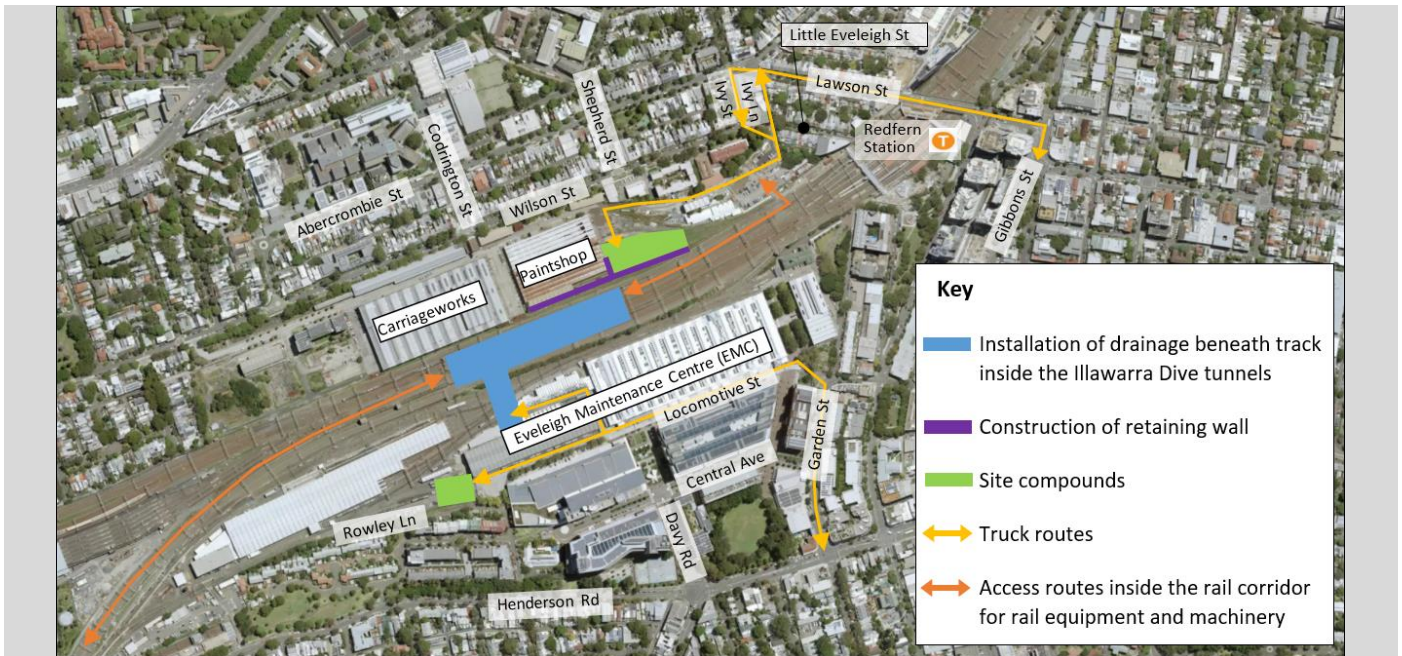 Little Eveleigh St
Lawson St
Ivy St
Ivy Ln
Shepherd St
Redfern
Station
T
Codrington St
Gibbons St
Abercrombie St
Wilson St
Paintshop
Carriageworks
Eveleigh Maintenance Centre (EMC)
Locomotive St
Garden St
Central Ave
Rowley Ln
Davy Rd
Henderson Rd
Key
Installation of drainage beneath track
inside the Illawarra Dive tunnels
Construction of retaining wall
Site compounds
Truck routes
Access routes inside the rail corridor
for rail equipment and machinery